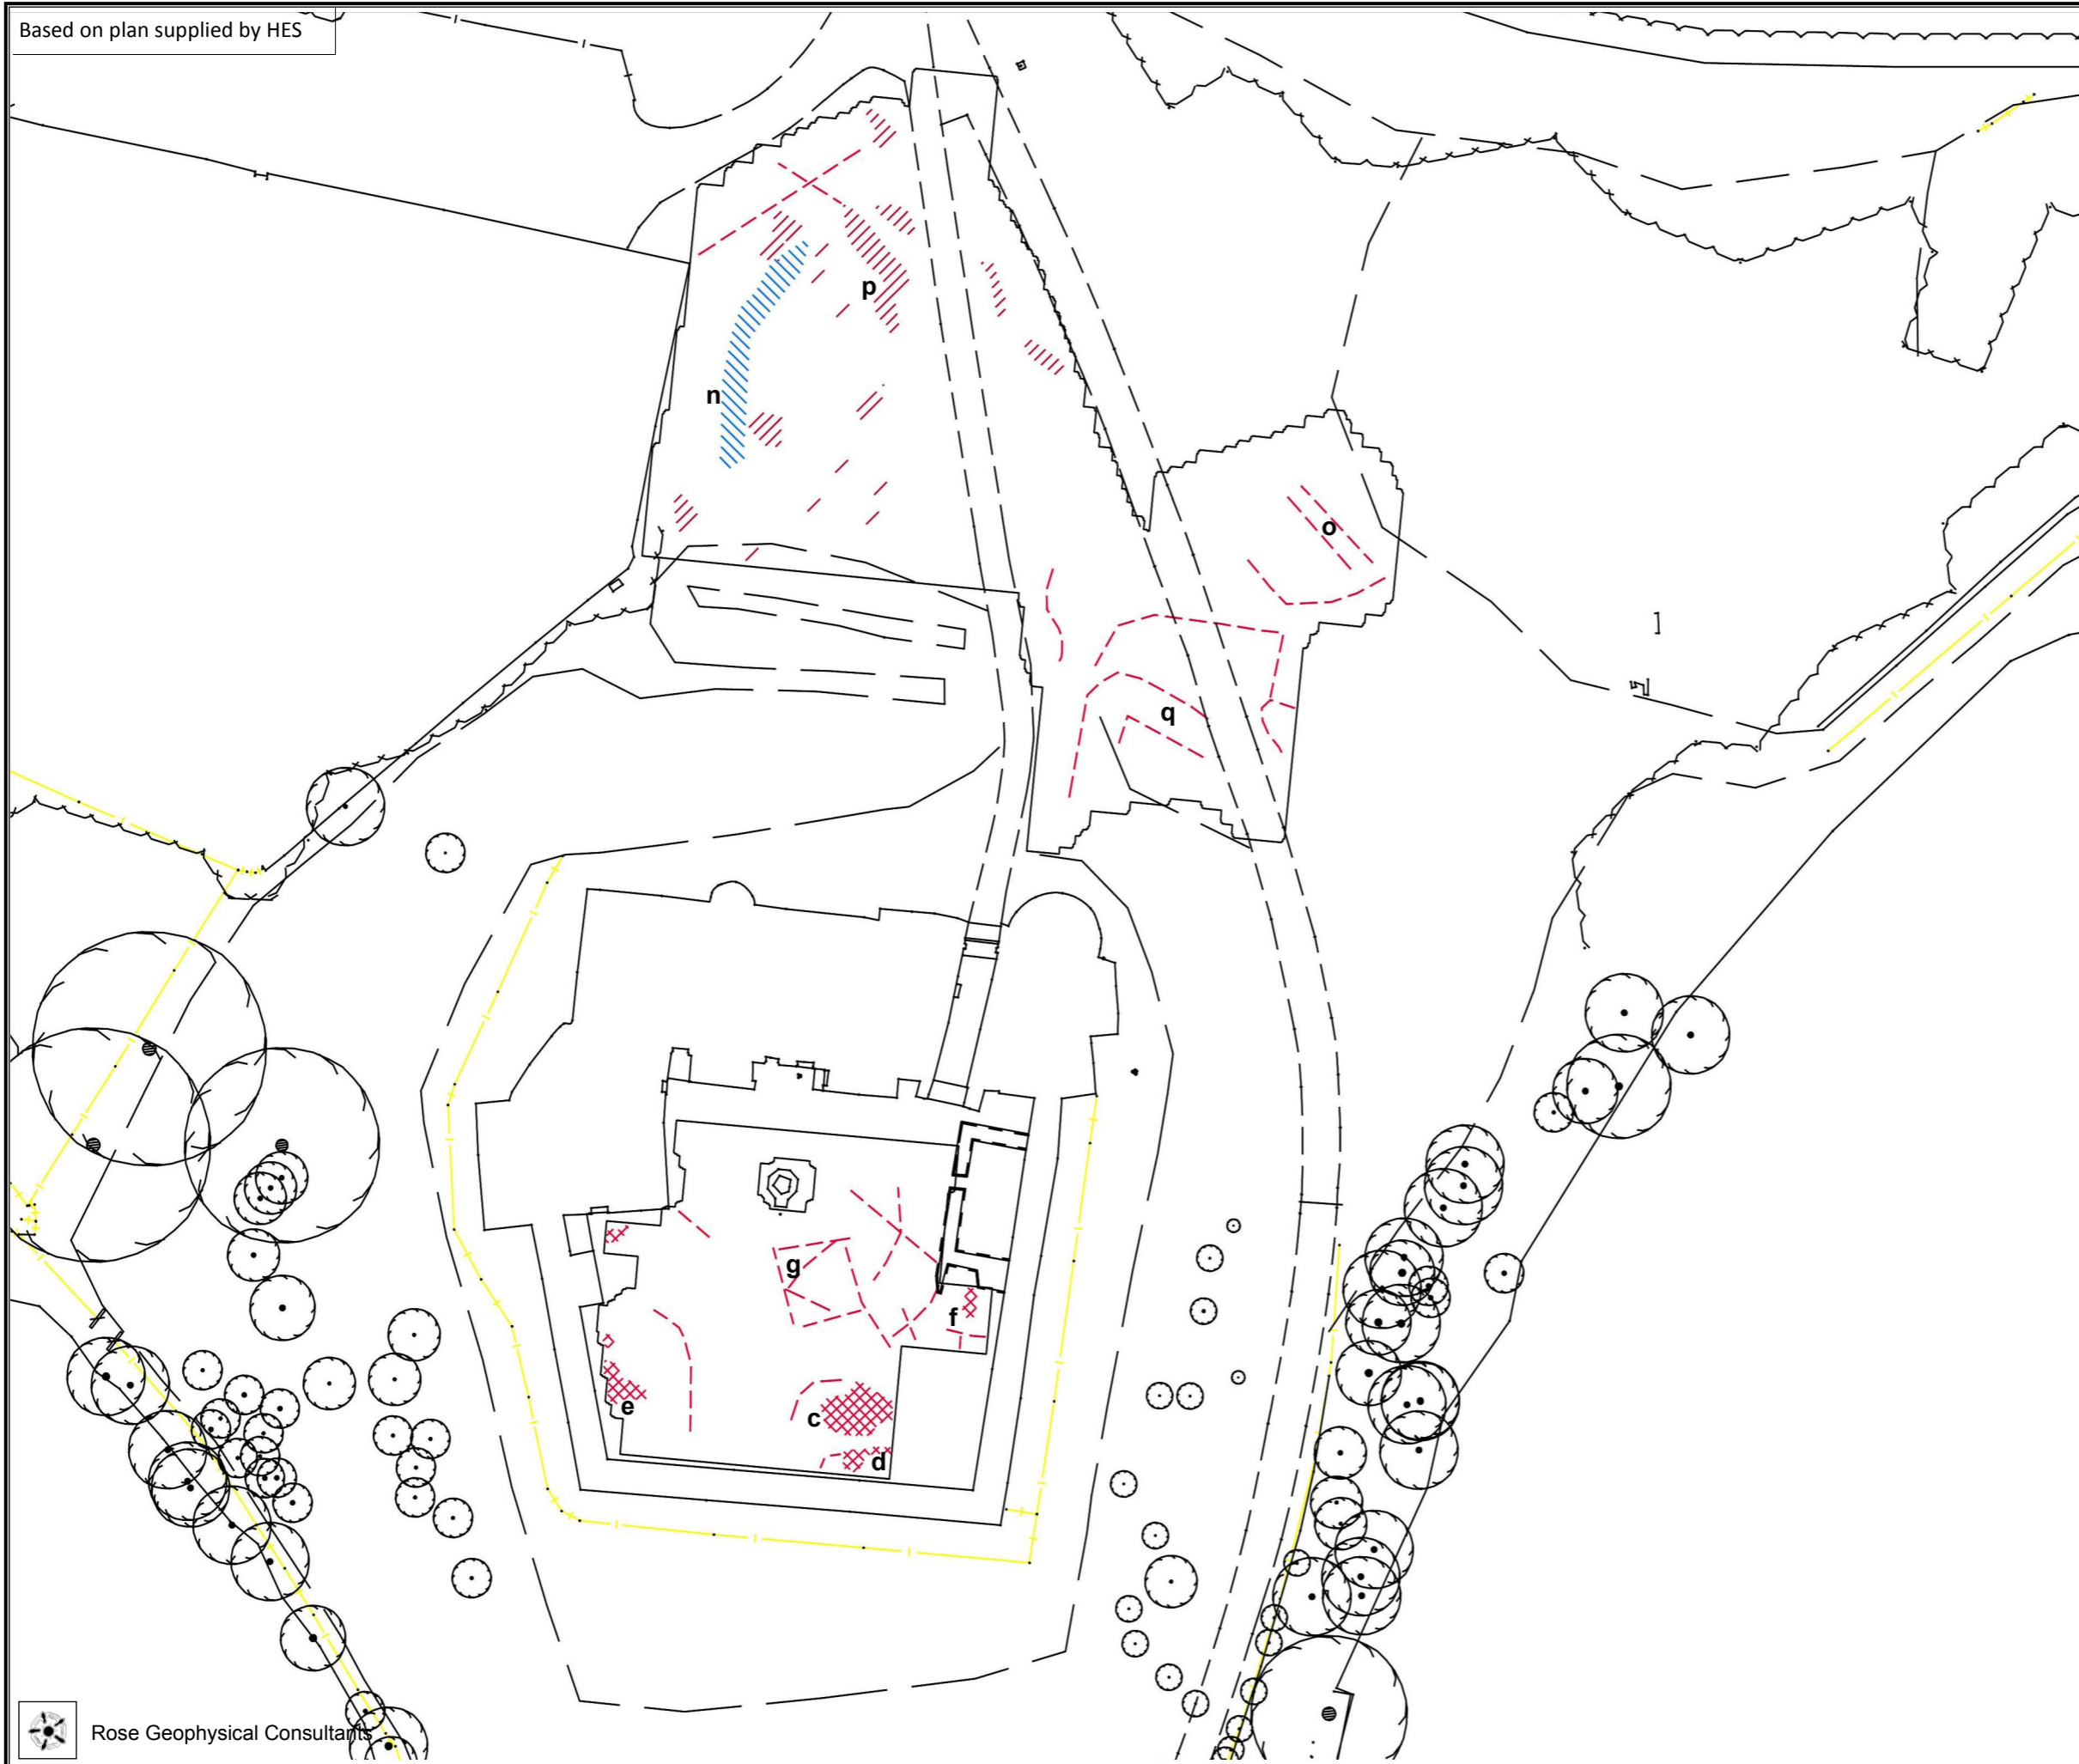 Based on plan supplied by HES
p
n
o
q
g
f
e
c
d
Rose Geophysical Consultants